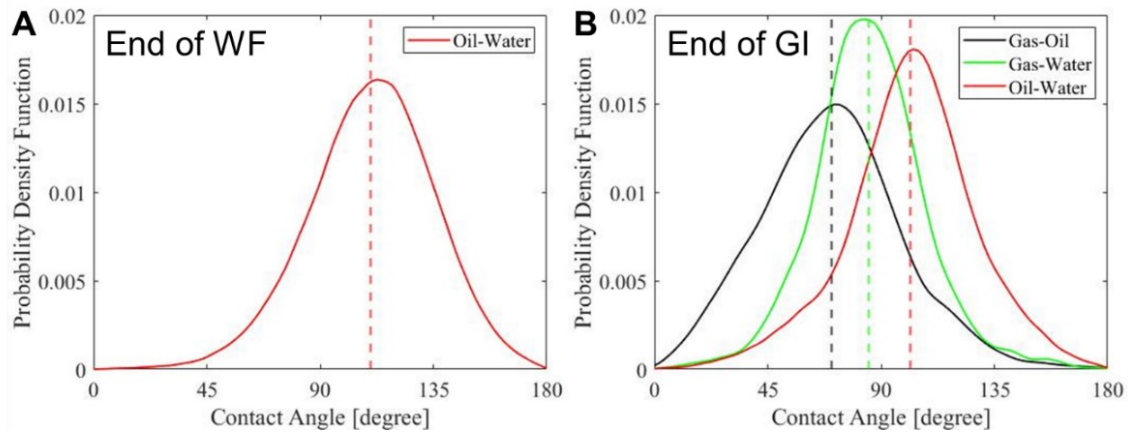 A
End of WF
Oil-Water
0.02
0.015
0.01
0.005
0
Probability Density Function
0
45
90
135
180
Contact Angle [degree]
B
End of GI
Gas-Oil
Gas-Water
Oil-Water
0.02
0.015
0.01
0.005
0
Probability Density Function
0
45
90
135
180
Contact Angle [degree]